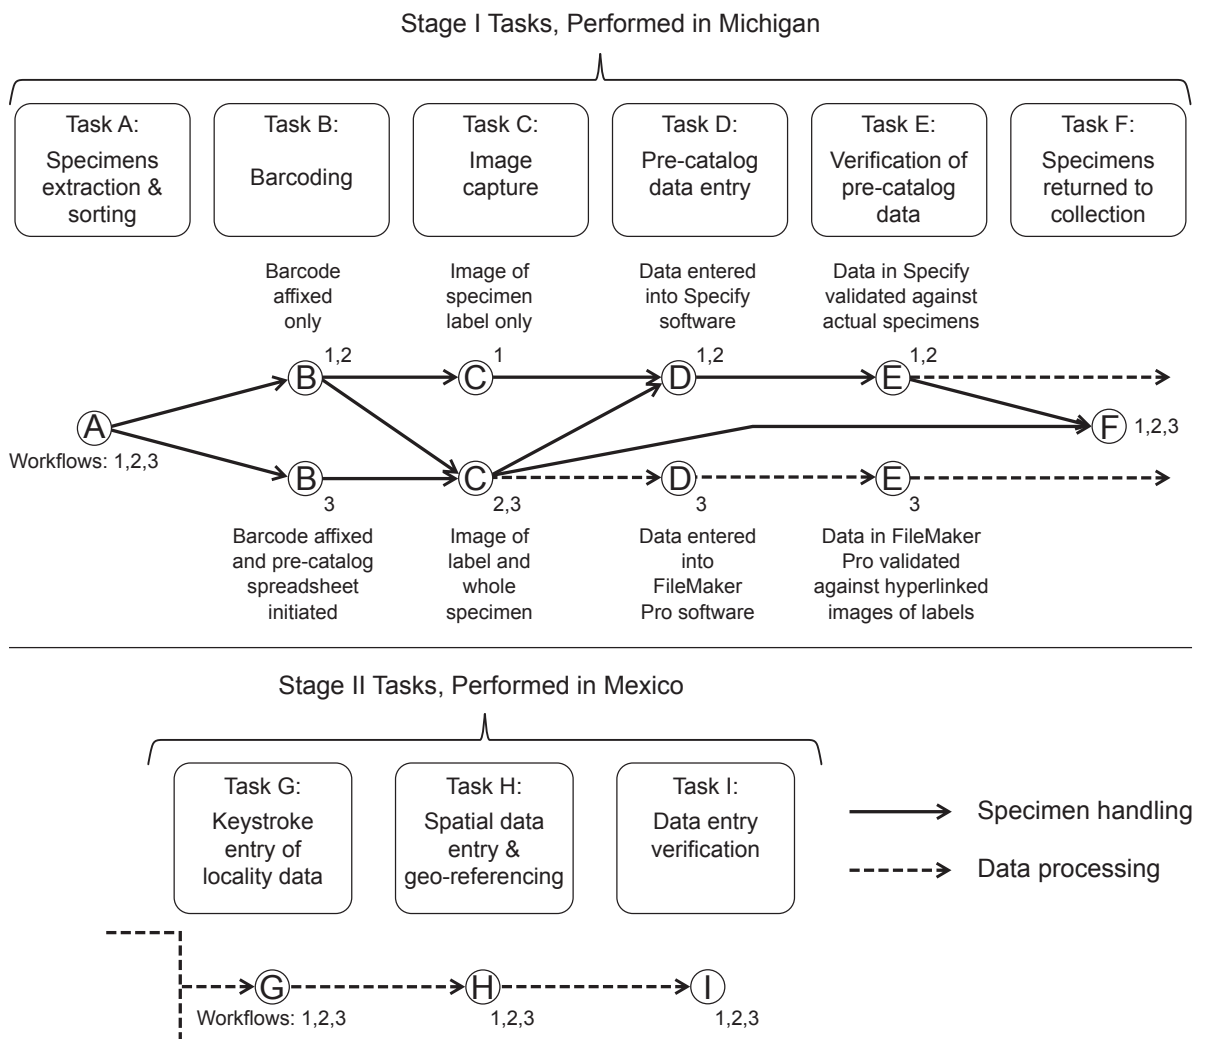 Stage I Tasks, Performed in Michigan
Task A:
Specimens
extraction &
sorting
Task B:
Barcoding
Task C:
Image
capture
Task D:
Pre-catalog
data entry
Task E:
Verification of
pre-catalog
data
Task F:
Specimens
returned to
collection
Barcode
affixed
only
Image of
specimen
label only
Data entered
into Specify
software
Data in Specify
validated against
actual specimens
B 1,2
C 1
D 1,2
E 1,2
A
Workflows: 1,2,3
F 1,2,3
B 3
C 2,3
D 3
E 3
Barcode affixed
and pre-catalog
spreadsheet
initiated
Image of
label and
whole
specimen
Data entered
into
FileMaker
Pro software
Data in FileMaker
Pro validated
against hyperlinked
images of labels
Stage II Tasks, Performed in Mexico
Task G:
Keystroke
entry of
locality data
Task H:
Spatial data
entry &
geo-referencing
Task I:
Data entry
verification
Specimen handling
Data processing
G
Workflows: 1,2,3
H
1,2,3
I
1,2,3